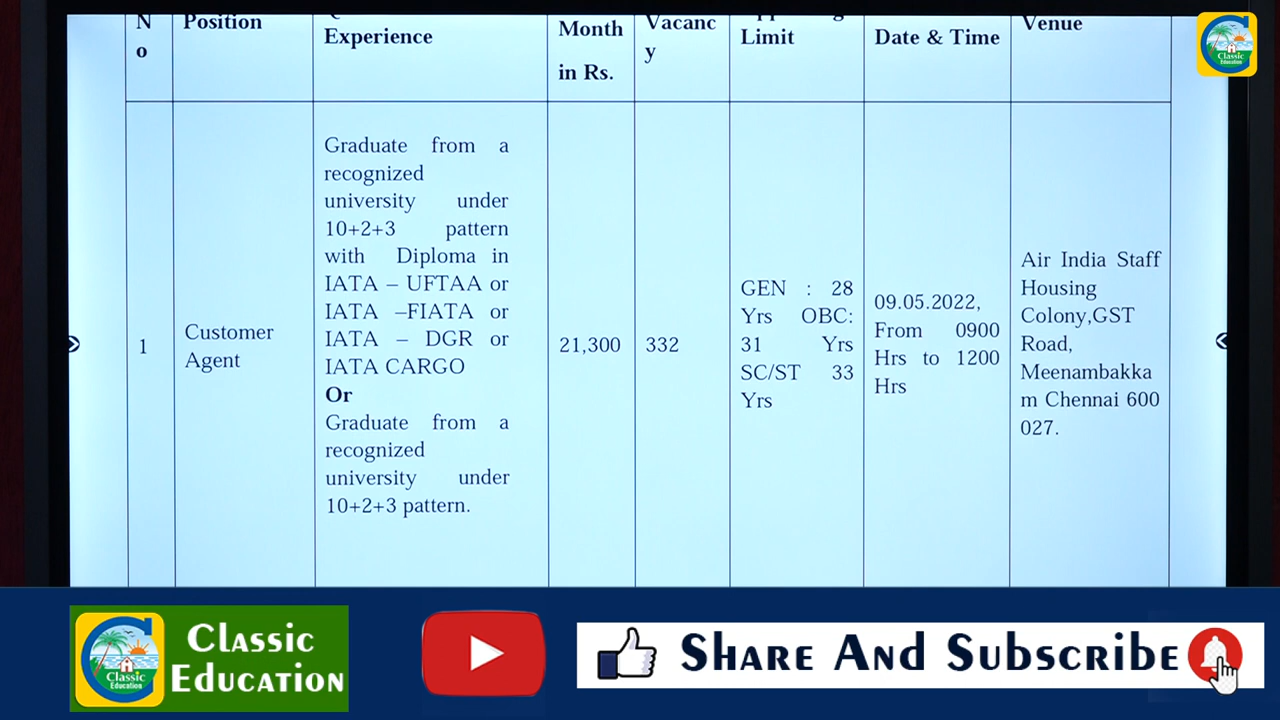 N
o
Position
Experience
Month
in Rs.
Vacanc
y
Limit
Date & Time
Venue
1
Customer
Agent
Graduate from a
recognized
university under
10+2+3 pattern
with Diploma in
IATA – UFTAA or
IATA –FIATA or
IATA – DGR or
IATA CARGO
Or
Graduate from a
recognized
university under
10+2+3 pattern.
21,300
332
GEN : 28
Yrs OBC:
31 Yrs
SC/ST 33
Yrs
09.05.2022,
From 0900
Hrs to 1200
Hrs
Air India Staff
Housing
Colony,GST
Road,
Meenambakka
m Chennai 600
027.
Classic
Education
Classic
Education
Classic
Education
Share And Subscribe